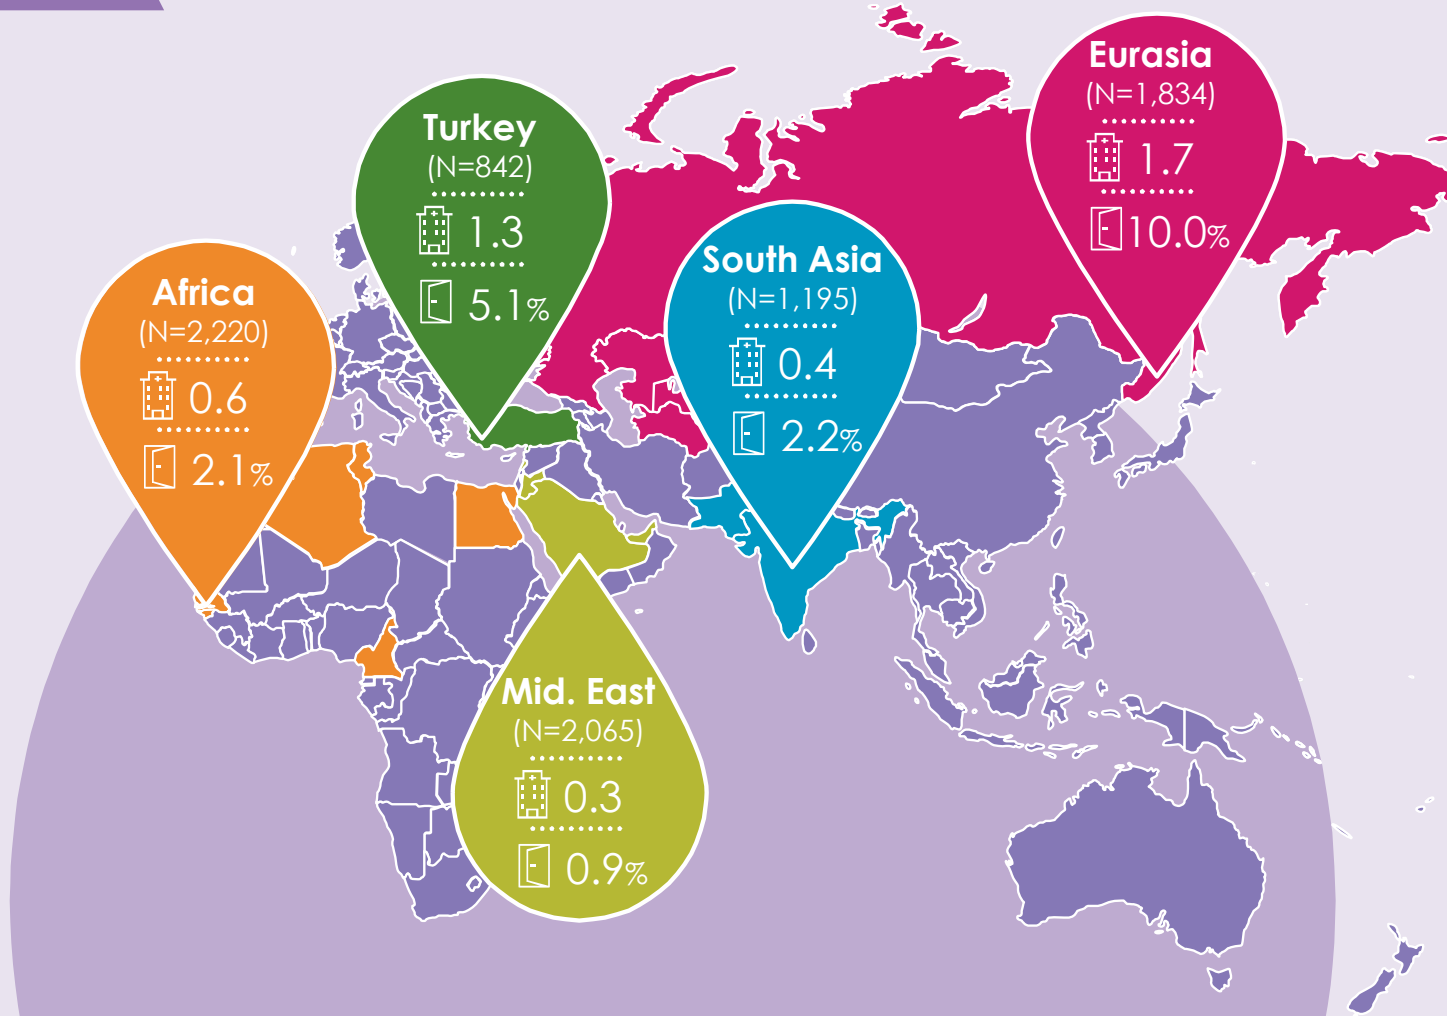 Eurasia
(N=1,834)
1.7
10.0%
Turkey
(N=842)
1.3
5.1%
South Asia
(N=1,195)
0.4
2.2%
Africa
(N=2,220)
0.6
2.1%
Mid. East
(N=2,065)
0.3
0.9%